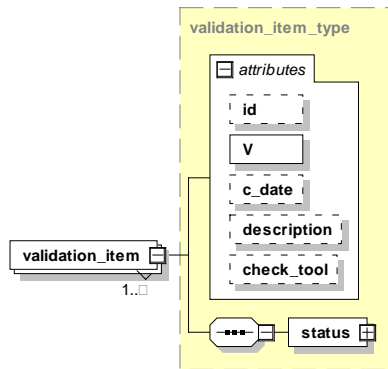 validation_item_type
attributes
id
V
c_date
description
check_tool
validation_item
1..□
status